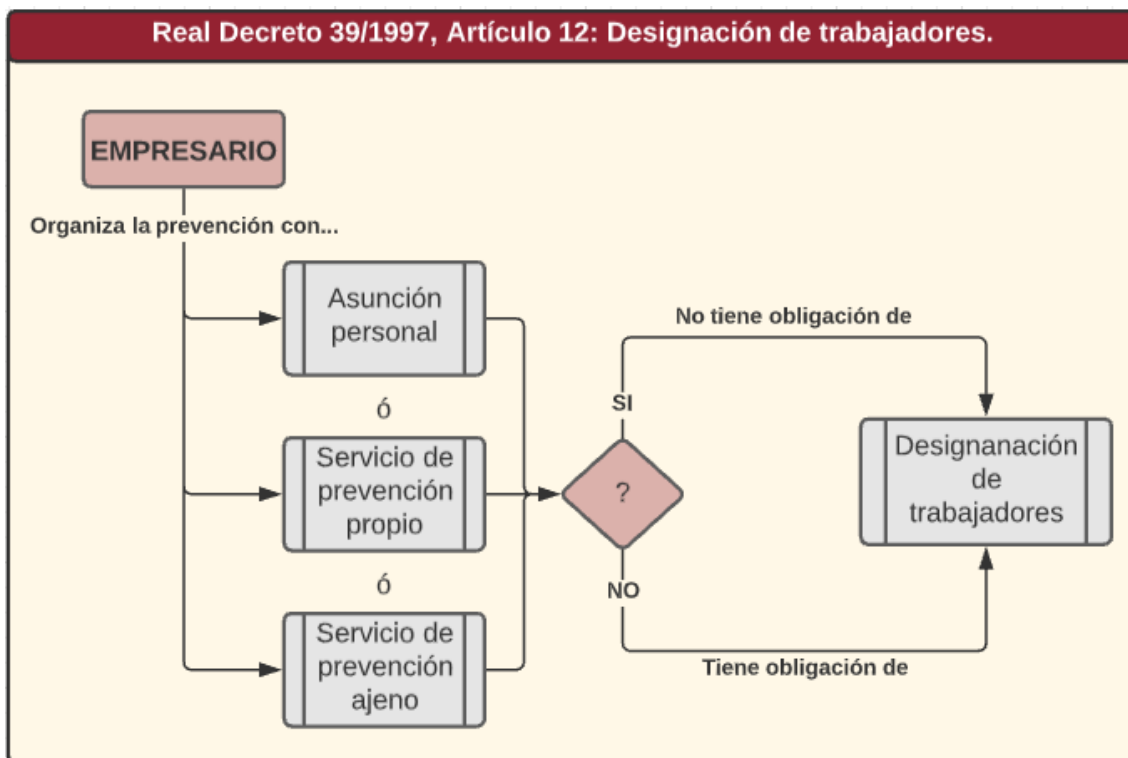 Real Decreto 39/1997, Artículo 12: Designación de trabajadores.
EMPRESARIO
Organiza la prevención con...
Asunción
personal
ó
Servicio de
prevención
propio
ó
Servicio de
prevención
ajeno
?
SI
No tiene obligación de
NO
Tiene obligación de
Designanación
de
trabajadores